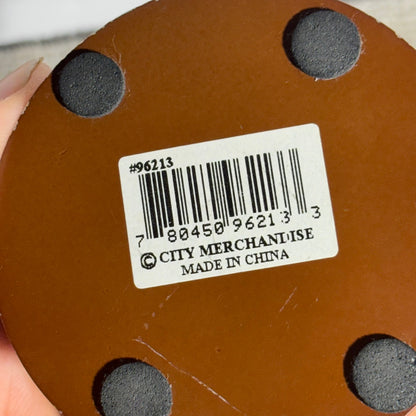 #96213
7 80450 96213 3
© CITY MERCHANDISE
MADE IN CHINA